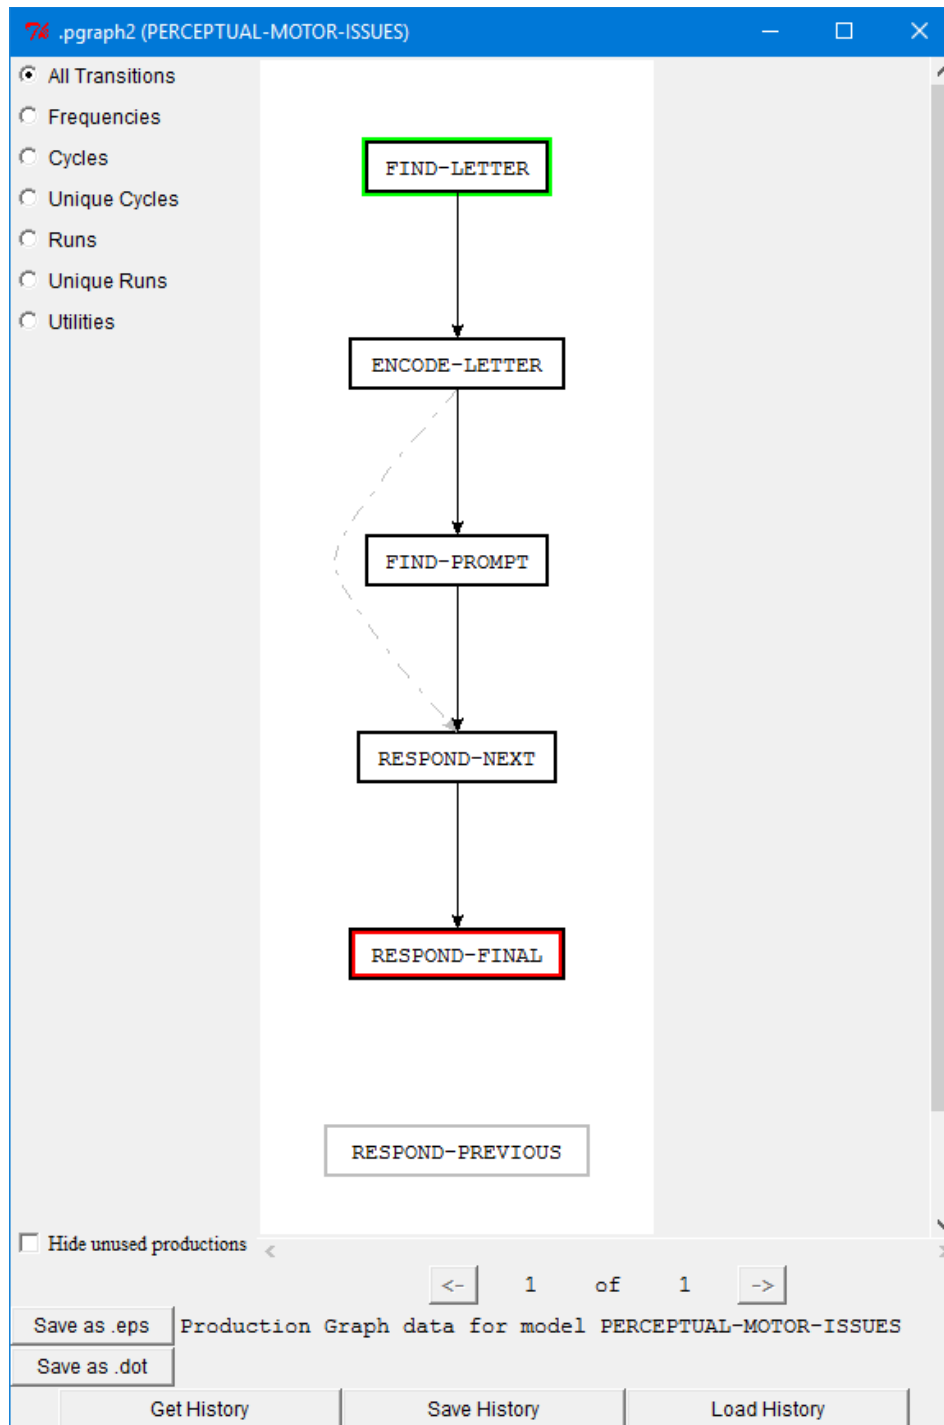 .pgraph2 (PERCEPTUAL-MOTOR-ISSUES)
All Transitions
Frequencies
Cycles
Unique Cycles
Runs
Unique Runs
Utilities
FIND-LETTER
ENCODE-LETTER
FIND-PROMPT
RESPOND-NEXT
RESPOND-FINAL
RESPOND-PREVIOUS
Hide unused productions
<- 1 of 1 ->
Save as .eps Production Graph data for model PERCEPTUAL-MOTOR-ISSUES
Save as .dot
Get History Save History Load History